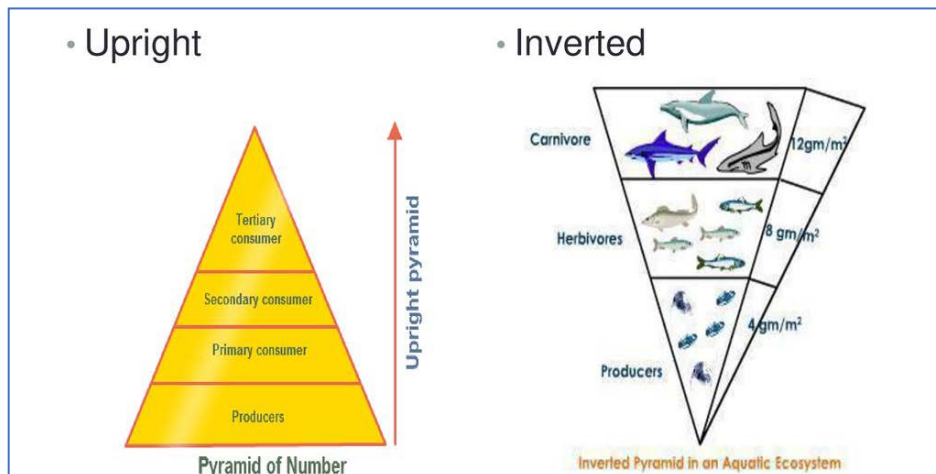 • Upright
Tertiary
consumer
Secondary consumer
Primary consumer
Producers
Upright pyramid
Pyramid of Number
• Inverted
Carnivore
12gm/m²
Herbivores
8 gm/m²
4 gm/m²
Producers
Inverted Pyramid in an Aquatic Ecosystem